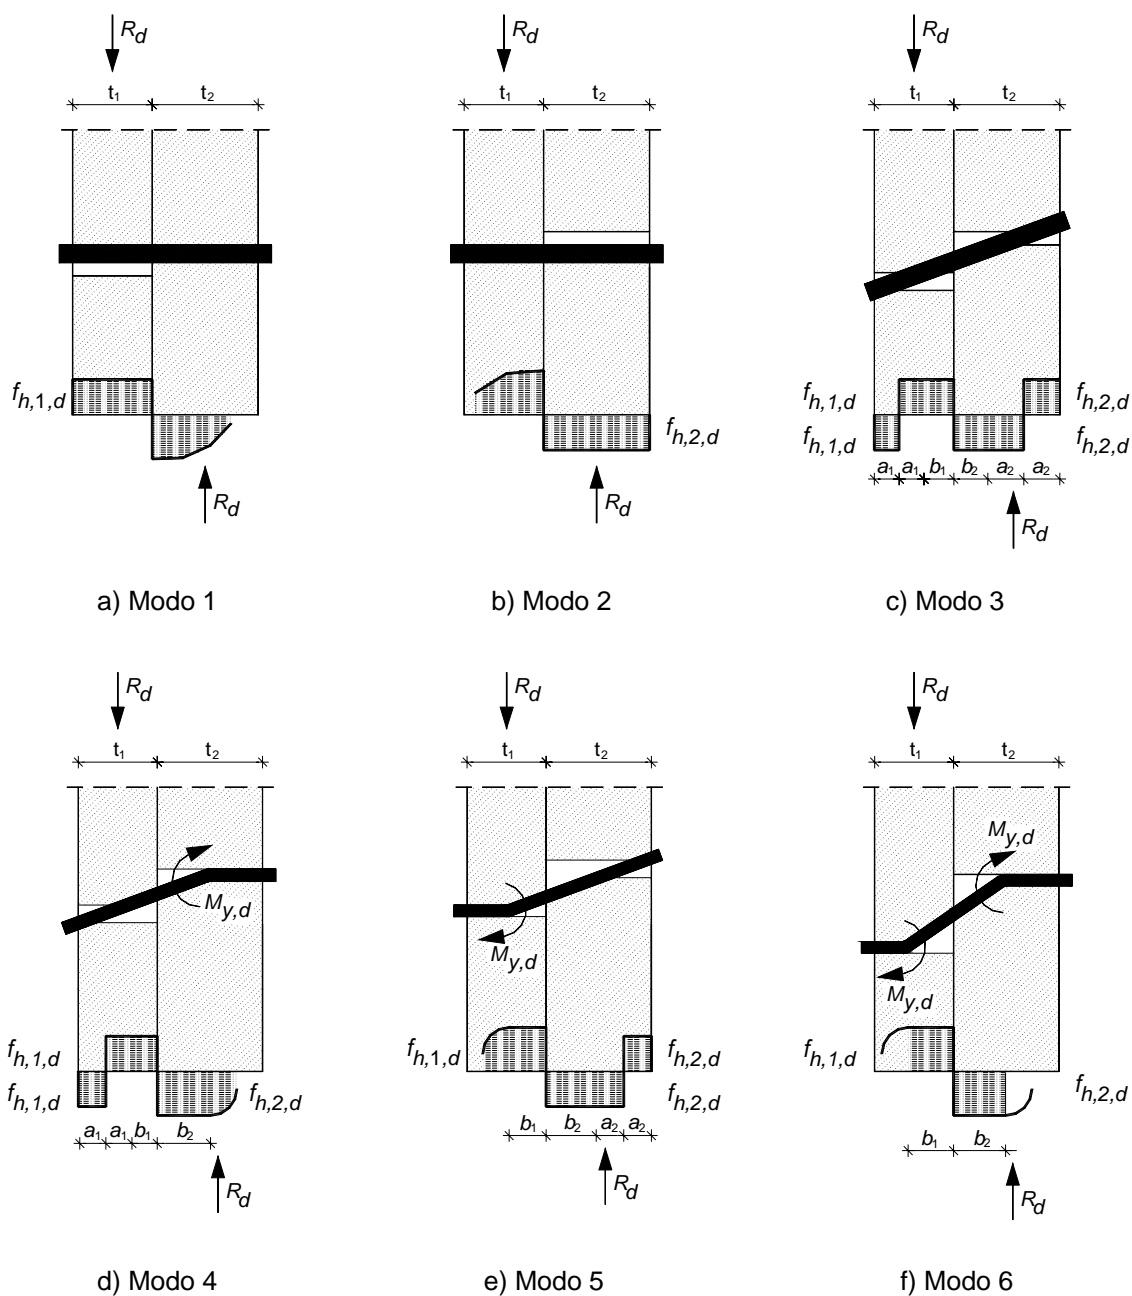 R_d R_d R_d
t₁ t₂ t₁ t₂ t₁ t₂
f_h,1,d f_h,2,d f_h,1,d f_h,2,d
f_h,1,d f_h,2,d
a₁ a₁ b₁ b₂ a₂ a₂
R_d R_d R_d
a) Modo 1 b) Modo 2 c) Modo 3
R_d R_d R_d
t₁ t₂ t₁ t₂ t₁ t₂
M_y,d M_y,d M_y,d
M_y,d
f_h,1,d f_h,1,d f_h,2,d f_h,1,d
f_h,1,d f_h,2,d f_h,2,d f_h,2,d
a₁ a₁ b₁ b₂ b₁ b₂ a₂ a₂ b₁ b₂
R_d R_d R_d
d) Modo 4 e) Modo 5 f) Modo 6